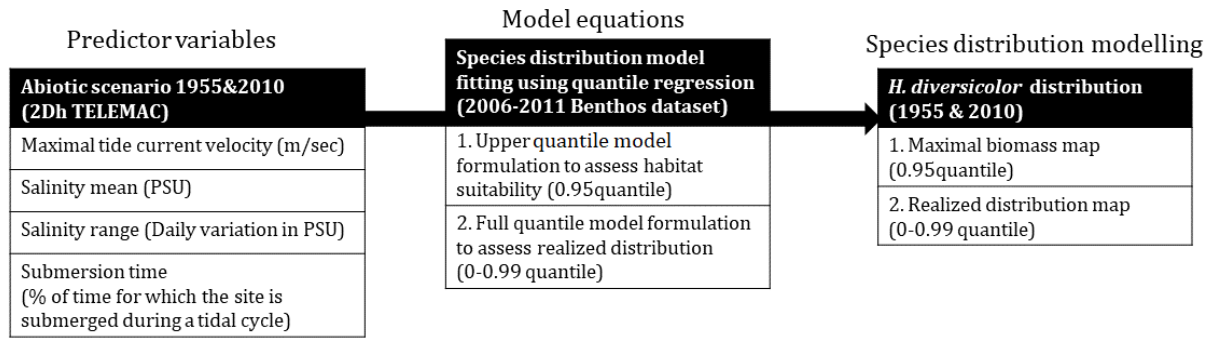 Predictor variables
Abiotic scenario 1955&2010
(2Dh TELEMAC)
Maximal tide current velocity (m/sec)
Salinity mean (PSU)
Salinity range (Daily variation in PSU)
Submersion time
(% of time for which the site is
submerged during a tidal cycle)
Model equations
Species distribution model
fitting using quantile regression
(2006-2011 Benthos dataset)
1. Upper quantile model
formulation to assess habitat
suitability (0.95quantile)
2. Full quantile model formulation
to assess realized distribution
(0-0.99 quantile)
Species distribution modelling
H. diversicolor distribution
(1955 & 2010)
1. Maximal biomass map
(0.95quantile)
2. Realized distribution map
(0-0.99 quantile)